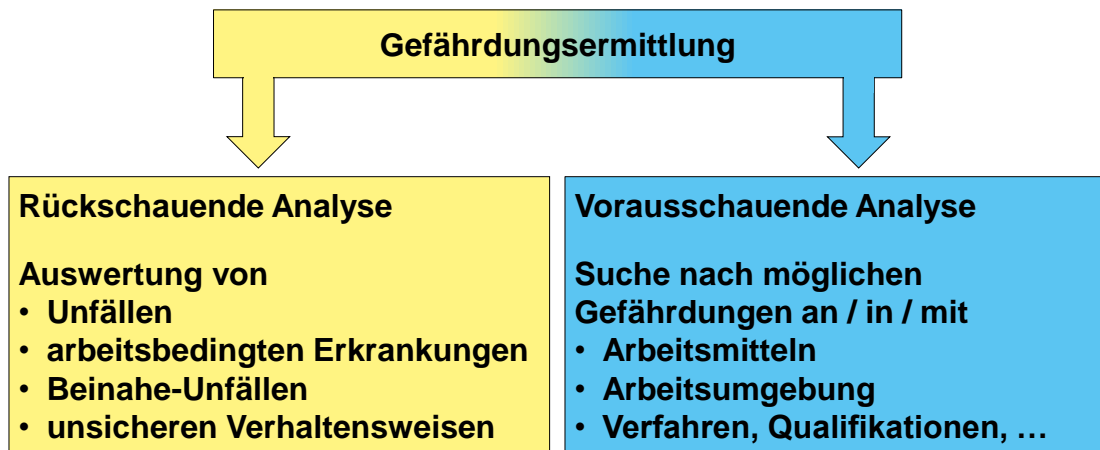 Gefährdungsermittlung
Rückschauende Analyse
Auswertung von
• Unfällen
• arbeitsbedingten Erkrankungen
• Beinahe-Unfällen
• unsicheren Verhaltensweisen
Vorausschauende Analyse
Suche nach möglichen
Gefährdungen an / in / mit
• Arbeitsmitteln
• Arbeitsumgebung
• Verfahren, Qualifikationen, …